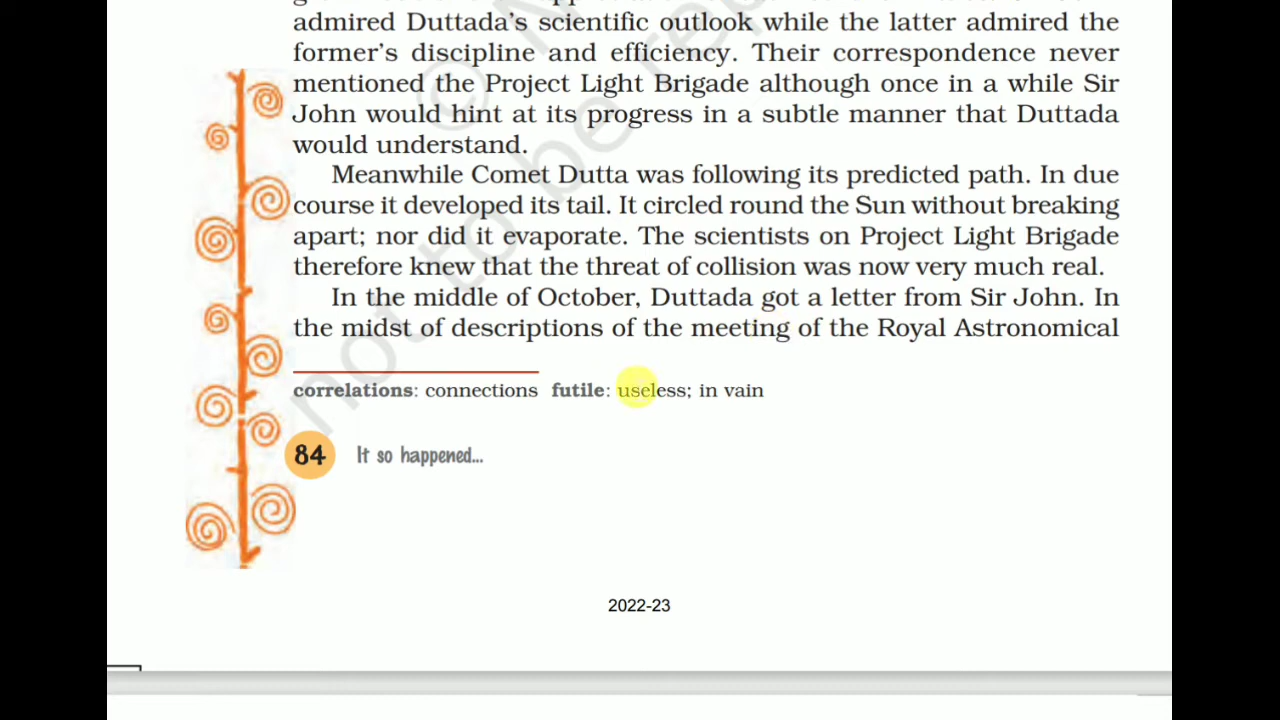 admired Duttada's scientific outlook while the latter admired the
former's discipline and efficiency. Their correspondence never
mentioned the Project Light Brigade although once in a while Sir
John would hint at its progress in a subtle manner that Duttada
would understand.
Meanwhile Comet Dutta was following its predicted path. In due
course it developed its tail. It circled round the Sun without breaking
apart; nor did it evaporate. The scientists on Project Light Brigade
therefore knew that the threat of collision was now very much real.
In the middle of October, Duttada got a letter from Sir John. In
the midst of descriptions of the meeting of the Royal Astronomical
correlations: connections futile: useless; in vain
84 It so happened...
2022-23
not to be rep
©